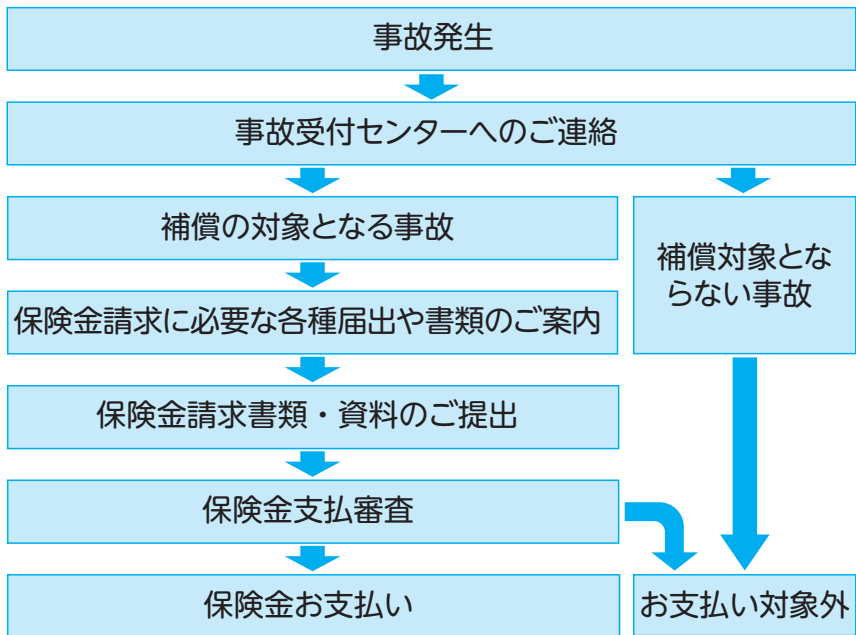 事故発生
事故受付センターへのご連絡
補償の対象となる事故
補償対象とな
らない事故
保険金請求に必要な各種届出や書類のご案内
保険金請求書類・資料のご提出
保険金支払審査
保険金お支払い
お支払い対象外